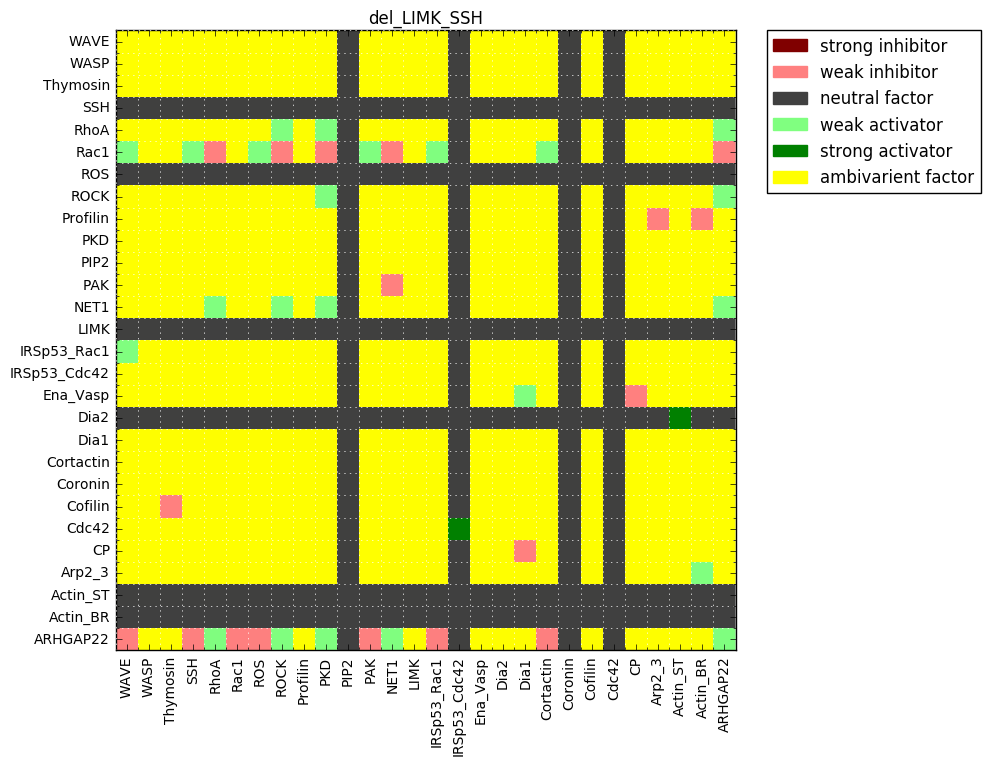 del_LIMK_SSH
WAVE
WASP
Thymosin
SSH
RhoA
Rac1
ROS
ROCK
Profilin
PKD
PIP2
PAK
NET1
LIMK
IRSp53_Rac1
IRSp53_Cdc42
Ena_Vasp
Dia2
Dia1
Cortactin
Coronin
Cofilin
Cdc42
CP
Arp2_3
Actin_ST
Actin_BR
ARHGAP22
WAVE
WASP
Thymosin
SSH
RhoA
Rac1
ROS
ROCK
Profilin
PKD
PIP2
PAK
NET1
LIMK
IRSp53_Rac1
IRSp53_Cdc42
Ena_Vasp
Dia2
Dia1
Cortactin
Coronin
Cofilin
Cdc42
CP
Arp2_3
Actin_ST
Actin_BR
ARHGAP22
strong inhibitor
weak inhibitor
neutral factor
weak activator
strong activator
ambivarient factor